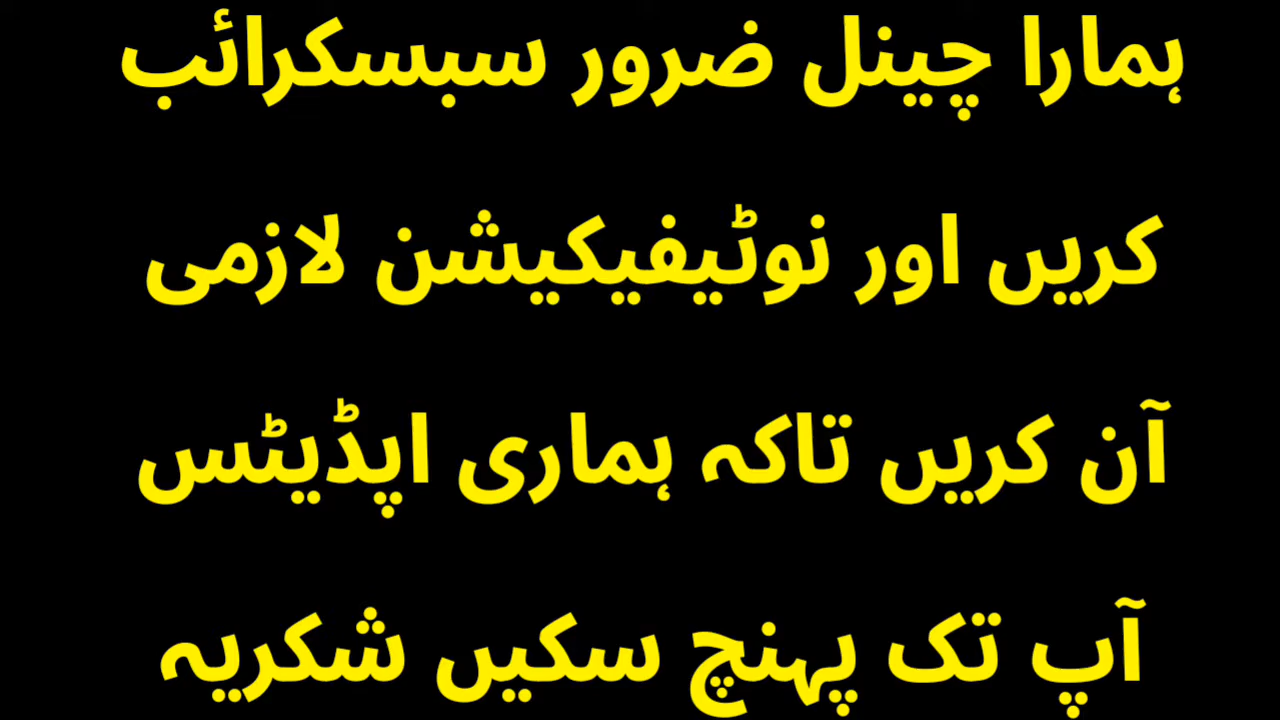 ہمارا چینل ضرور سبسکرائب
کریں اور نوٹیفیکیشن لازمی
آن کریں تاکہ ہماری اپڈیٹس
آپ تک پہنچ سکیں شکریہ